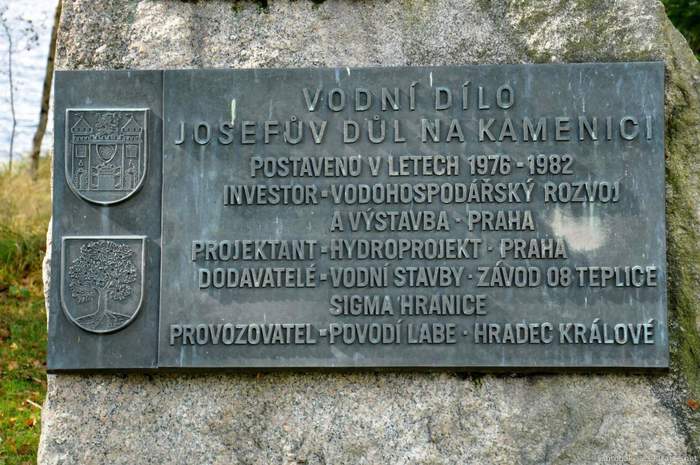 VODNÍ DÍLO
JOSEFŮV DŮL NA KAMENICI
POSTAVENO V LETECH 1976-1982
INVESTOR-VODOHOSPODÁŘSKÝ ROZVOJ
A VÝSTAVBA·PRAHA
PROJEKTANT-HYDROPROJEKT·PRAHA
DODAVATELÉ-VODNÍ STAVBY·ZÁVOD 08 TEPLICE
SIGMA HRANICE
PROVOZOVATEL-POVODÍ LABE·HRADEC KRÁLOVÉ